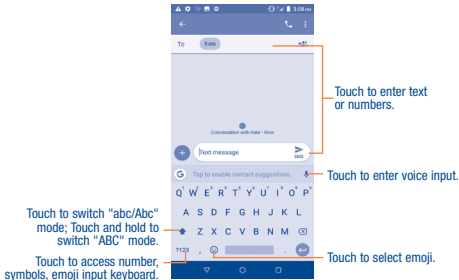 3:08 PM
To Kate
Conversation with Kate • Now
Text message
SMS
G Tap to enable contact suggestions.
Q W E R T Y U I O P
A S D F G H J K L
Z X C V B N M
?123 , .
Touch to enter text
or numbers.
Touch to enter voice input.
Touch to switch "abc/Abc"
mode; Touch and hold to
switch "ABC" mode.
Touch to access number,
symbols, emoji input keyboard.
Touch to select emoji.